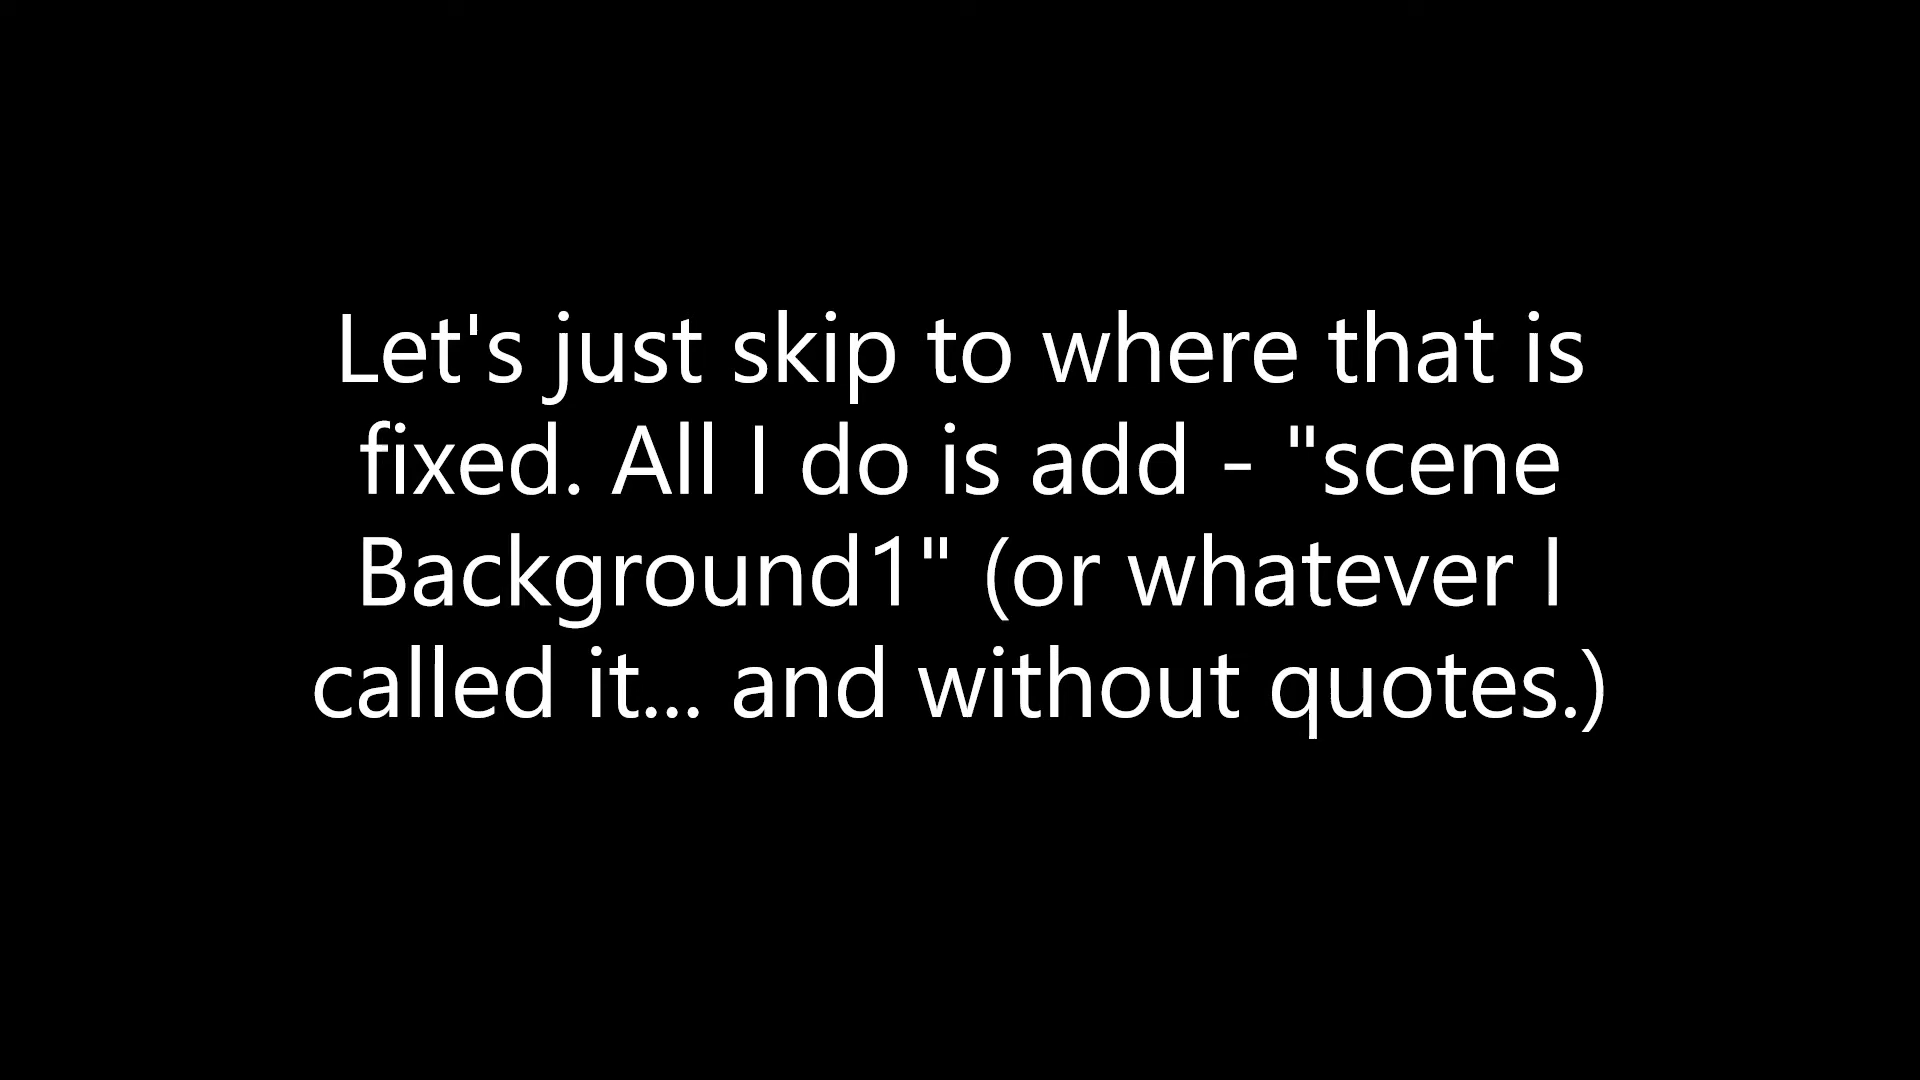 Let's just skip to where that is
fixed. All I do is add - "scene
Background1" (or whatever I
called it... and without quotes.)